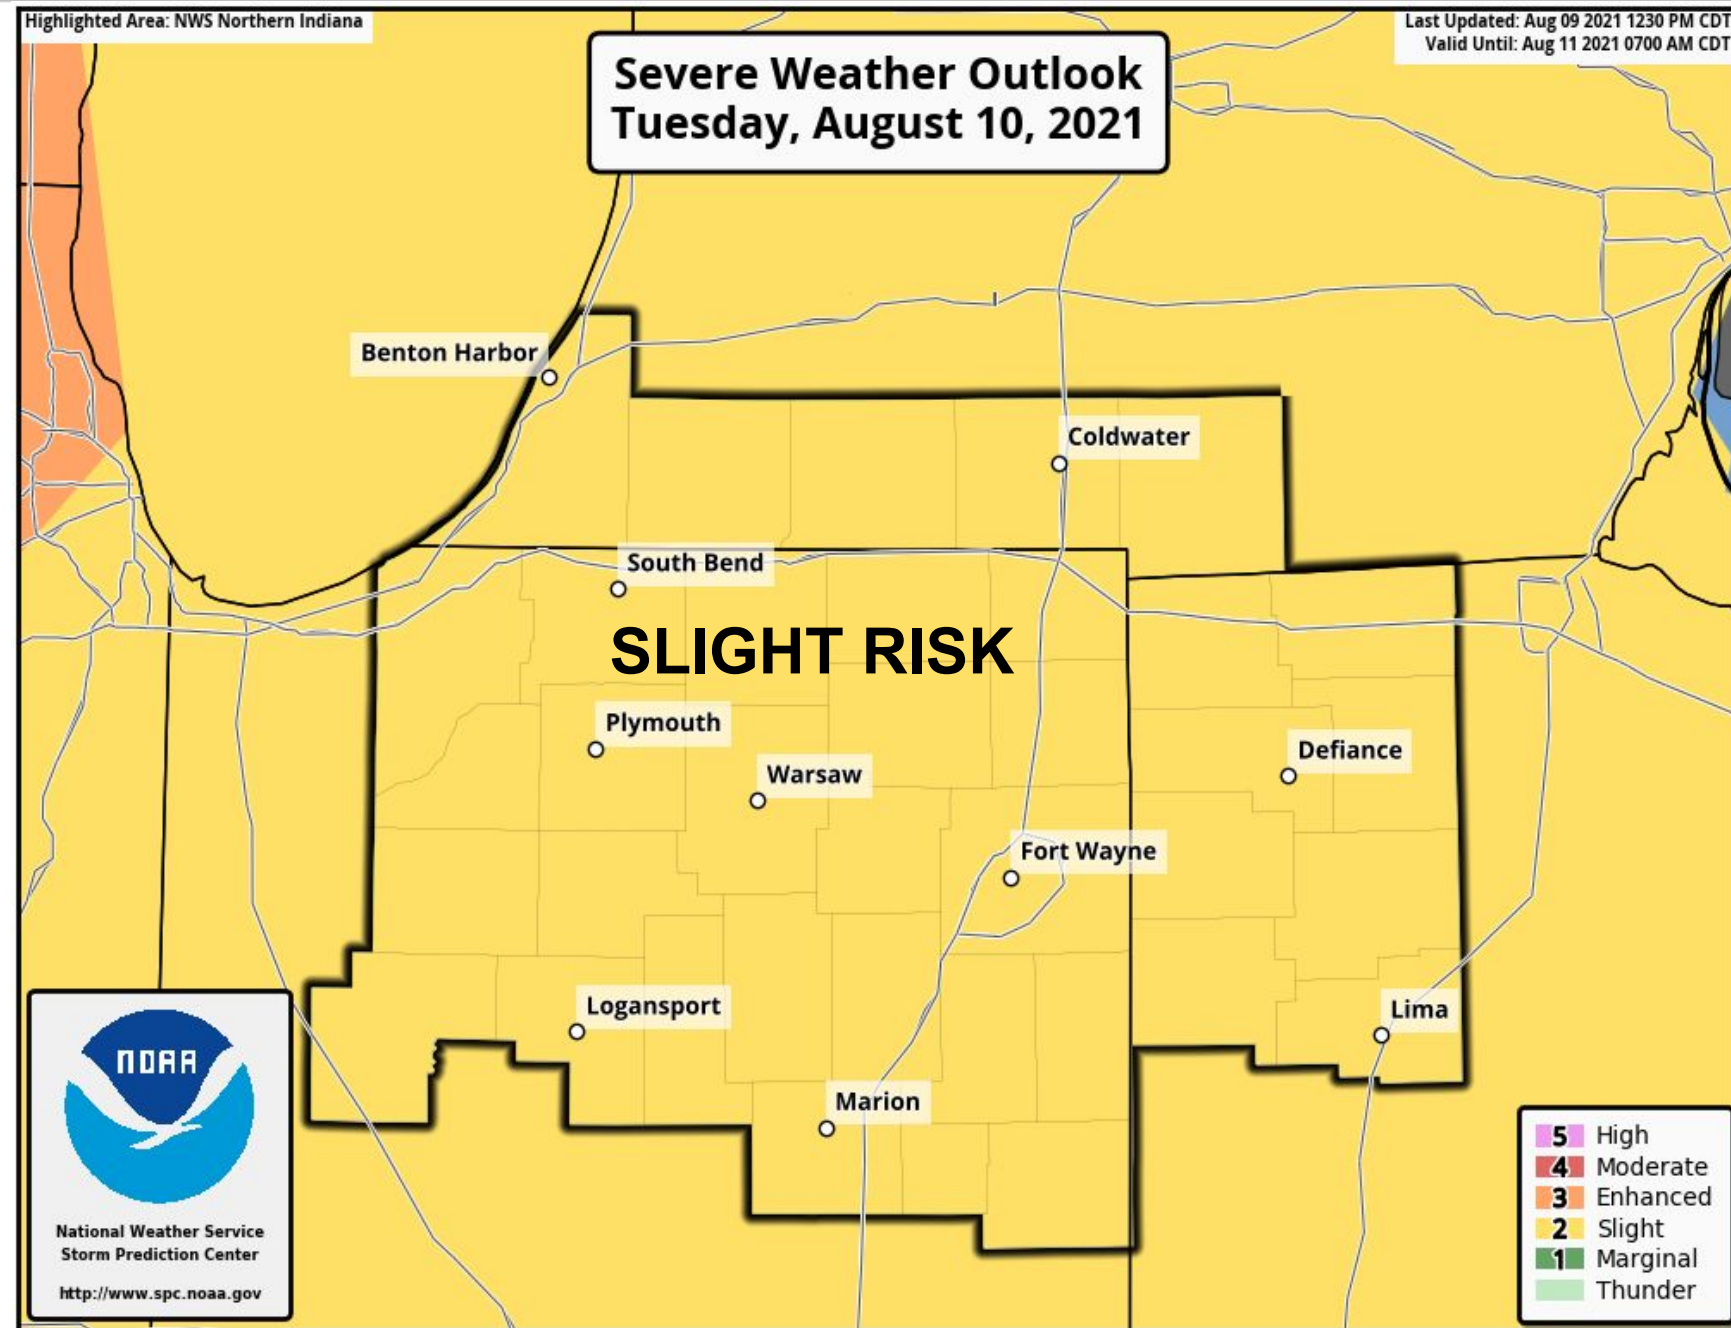 Highlighted Area: NWS Northern Indiana
Last Updated: Aug 09 2021 1230 PM CDT
Valid Until: Aug 11 2021 0700 AM CDT
Severe Weather Outlook
Tuesday, August 10, 2021
Benton Harbor
Coldwater
South Bend
SLIGHT RISK
Plymouth
Warsaw
Defiance
Fort Wayne
Logansport
Lima
Marion
NOAA
National Weather Service
Storm Prediction Center
http://www.spc.noaa.gov
5 High
4 Moderate
3 Enhanced
2 Slight
1 Marginal
Thunder